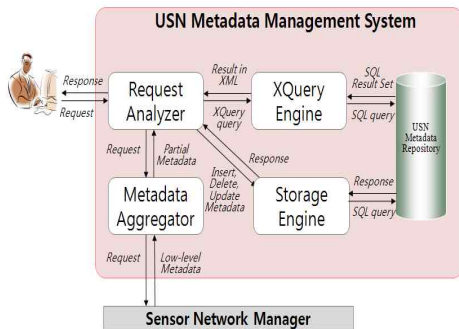 USN Metadata Management System
Response
Request
Request
Analyzer
Result in
XML
XQuery
query
XQuery
Engine
SQL
Result Set
SQL query
USN
Metadata
Repository
Request
Partial
Metadata
Response
Insert,
Delete,
Update
Metadata
Metadata
Aggregator
Storage
Engine
Response
SQL query
Request
Low-level
Metadata
Sensor Network Manager